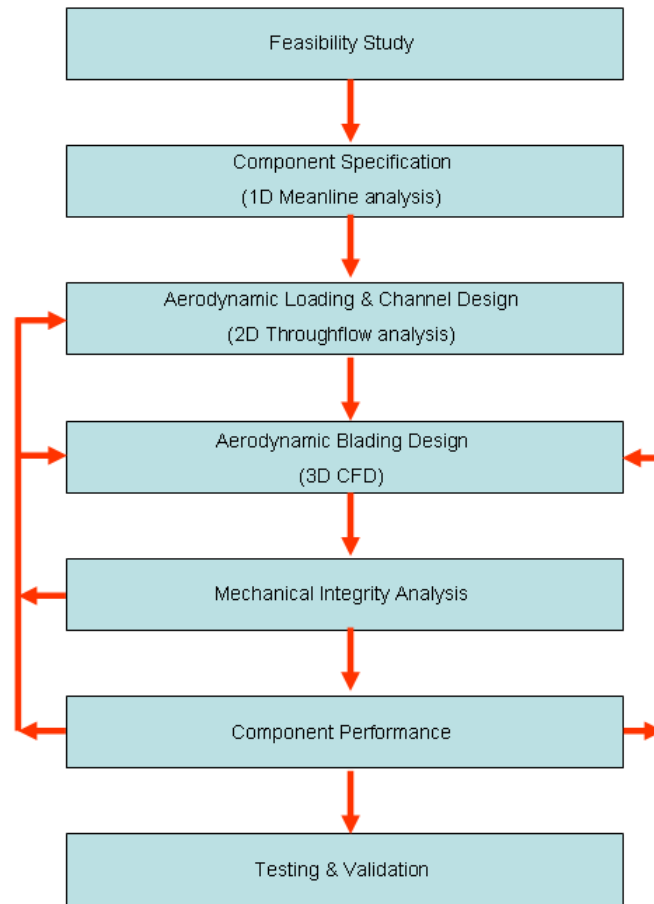 Feasibility Study
Component Specification
(1D Meanline analysis)
Aerodynamic Loading & Channel Design
(2D Throughflow analysis)
Aerodynamic Blading Design
(3D CFD)
Mechanical Integrity Analysis
Component Performance
Testing & Validation